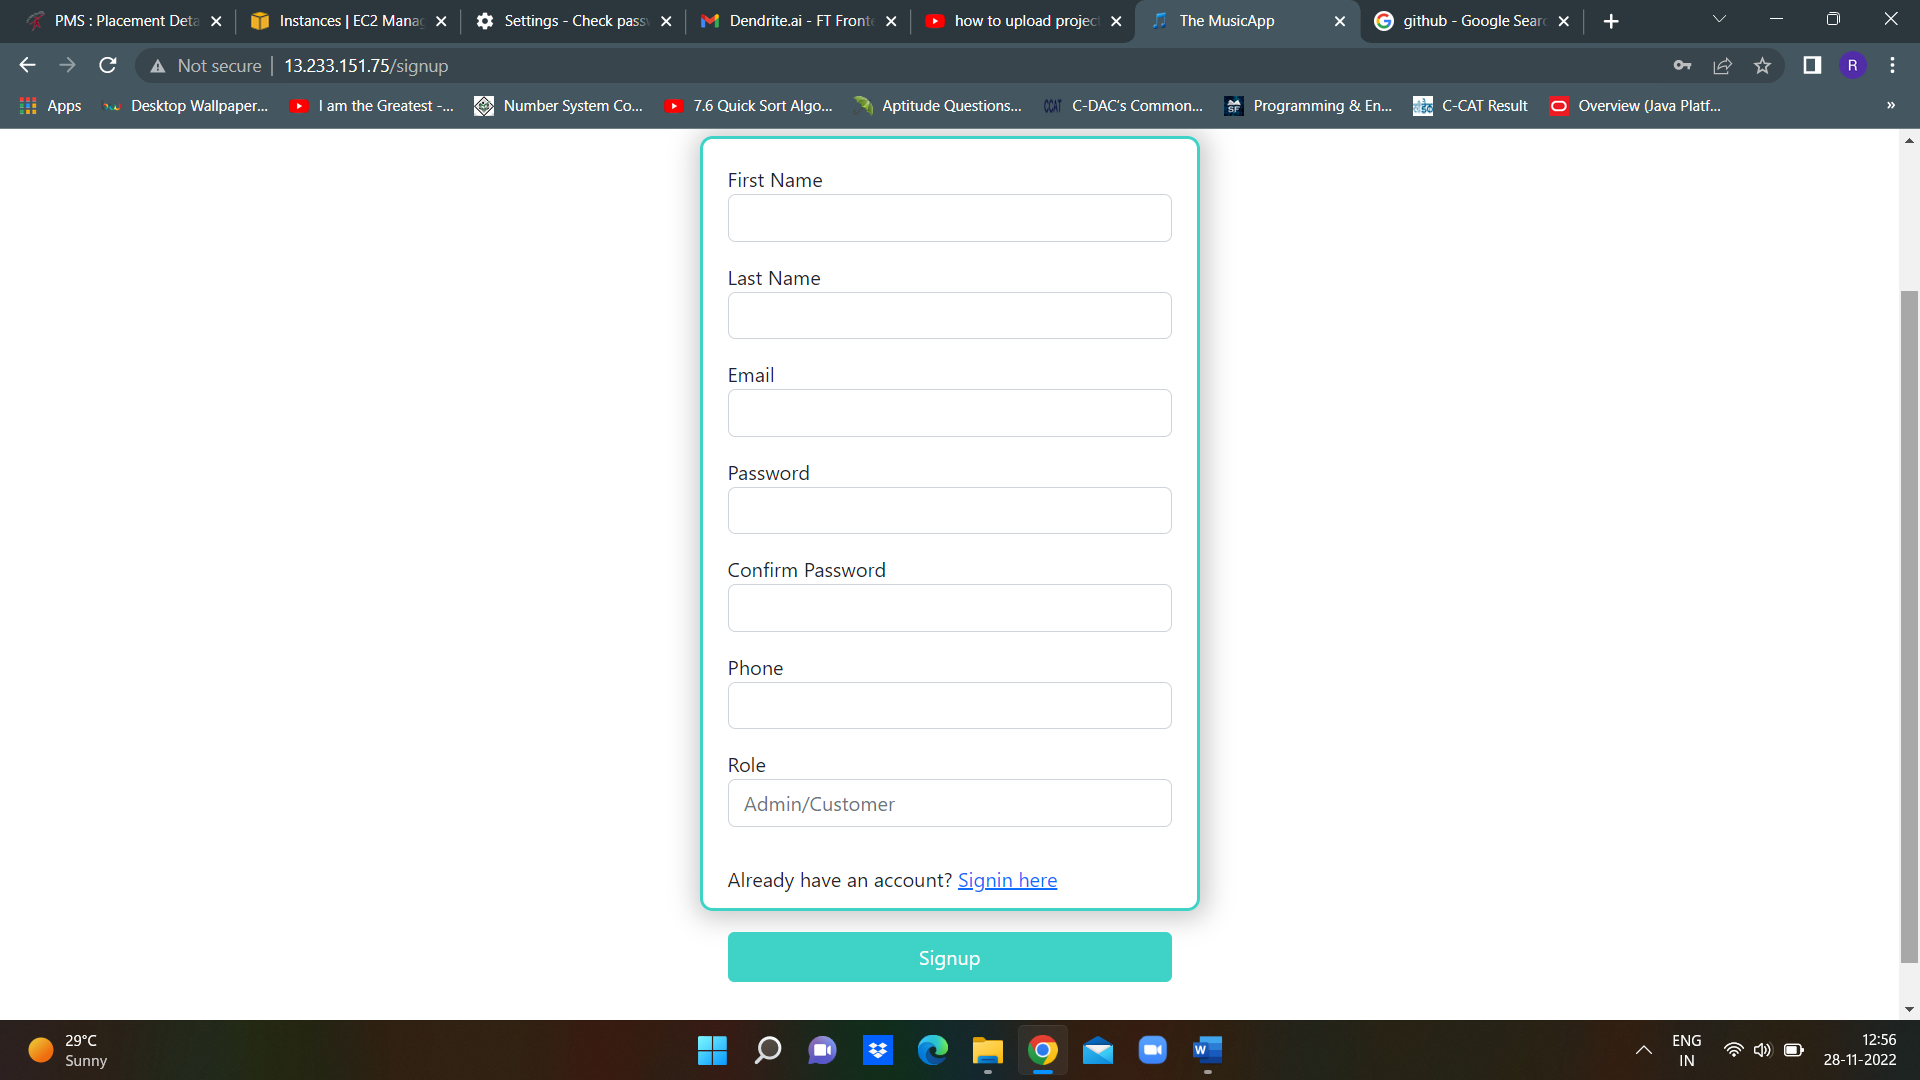 PMS : Placement Deta
Instances | EC2 Manag
Settings - Check passw
Dendrite.ai - FT Fronte
how to upload project
The MusicApp
github - Google Searc
Not secure
13.233.151.75/signup
R
Apps
Desktop Wallpaper...
I am the Greatest -...
Number System Co...
7.6 Quick Sort Algo...
Aptitude Questions...
CCAT
C-DAC's Common...
SF
Programming & En...
C-CAT Result
Overview (Java Platf...
»
First Name
Last Name
Email
Password
Confirm Password
Phone
Role
Admin/Customer
Already have an account? Signin here
Signup
29°C
Sunny
W
ENG
IN
12:56
28-11-2022